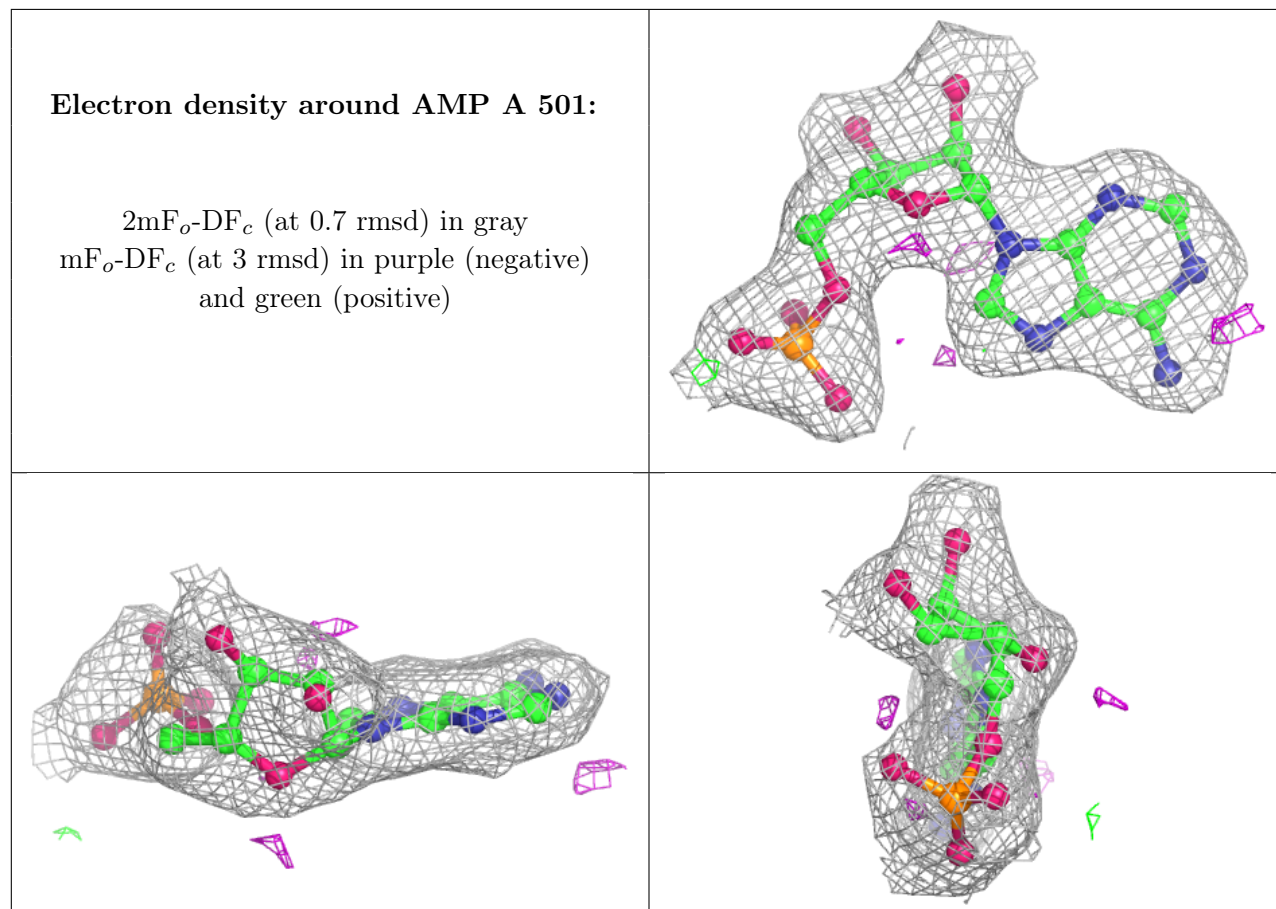 Electron density around AMP A 501:
2mFo-DFc (at 0.7 rmsd) in gray
mFo-DFc (at 3 rmsd) in purple (negative)
and green (positive)